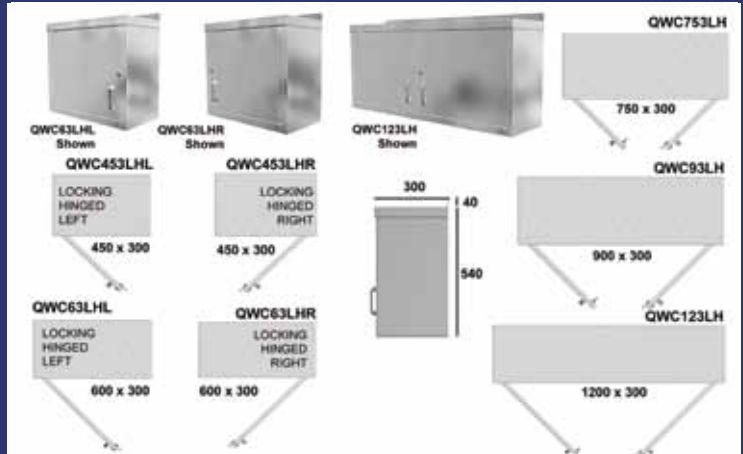 QWC753LH
750 x 300
QWC63LHL
Shown
QWC63LHR
Shown
QWC123LH
Shown
QWC453LHL
LOCKING
HINGED
LEFT
450 x 300
QWC453LHR
LOCKING
HINGED
RIGHT
450 x 300
300
40
540
QWC93LH
900 x 300
QWC63LHL
LOCKING
HINGED
LEFT
600 x 300
QWC63LHR
LOCKING
HINGED
RIGHT
600 x 300
QWC123LH
1200 x 300